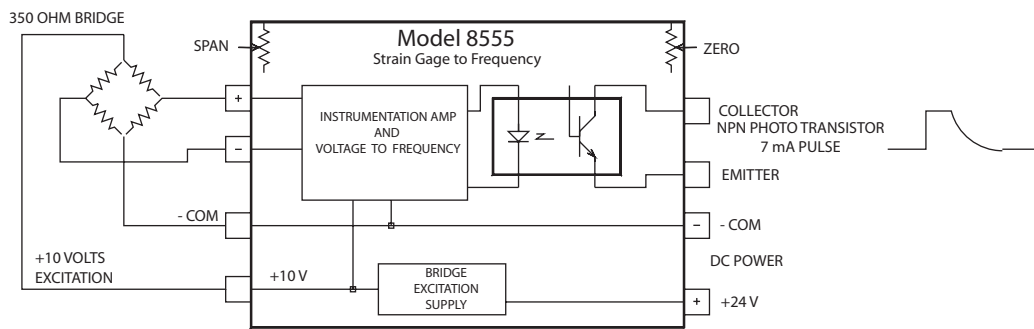 350 OHM BRIDGE
SPAN
Model 8555
Strain Gage to Frequency
ZERO
+
INSTRUMENTATION AMP
AND
VOLTAGE TO FREQUENCY
COLLECTOR
NPN PHOTO TRANSISTOR
7 mA PULSE
−
EMITTER
- COM
−
- COM
+10 VOLTS
EXCITATION
+10 V
BRIDGE
EXCITATION
SUPPLY
DC POWER
+
+24 V